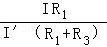 IR₁
I′ (R₁+R₃)